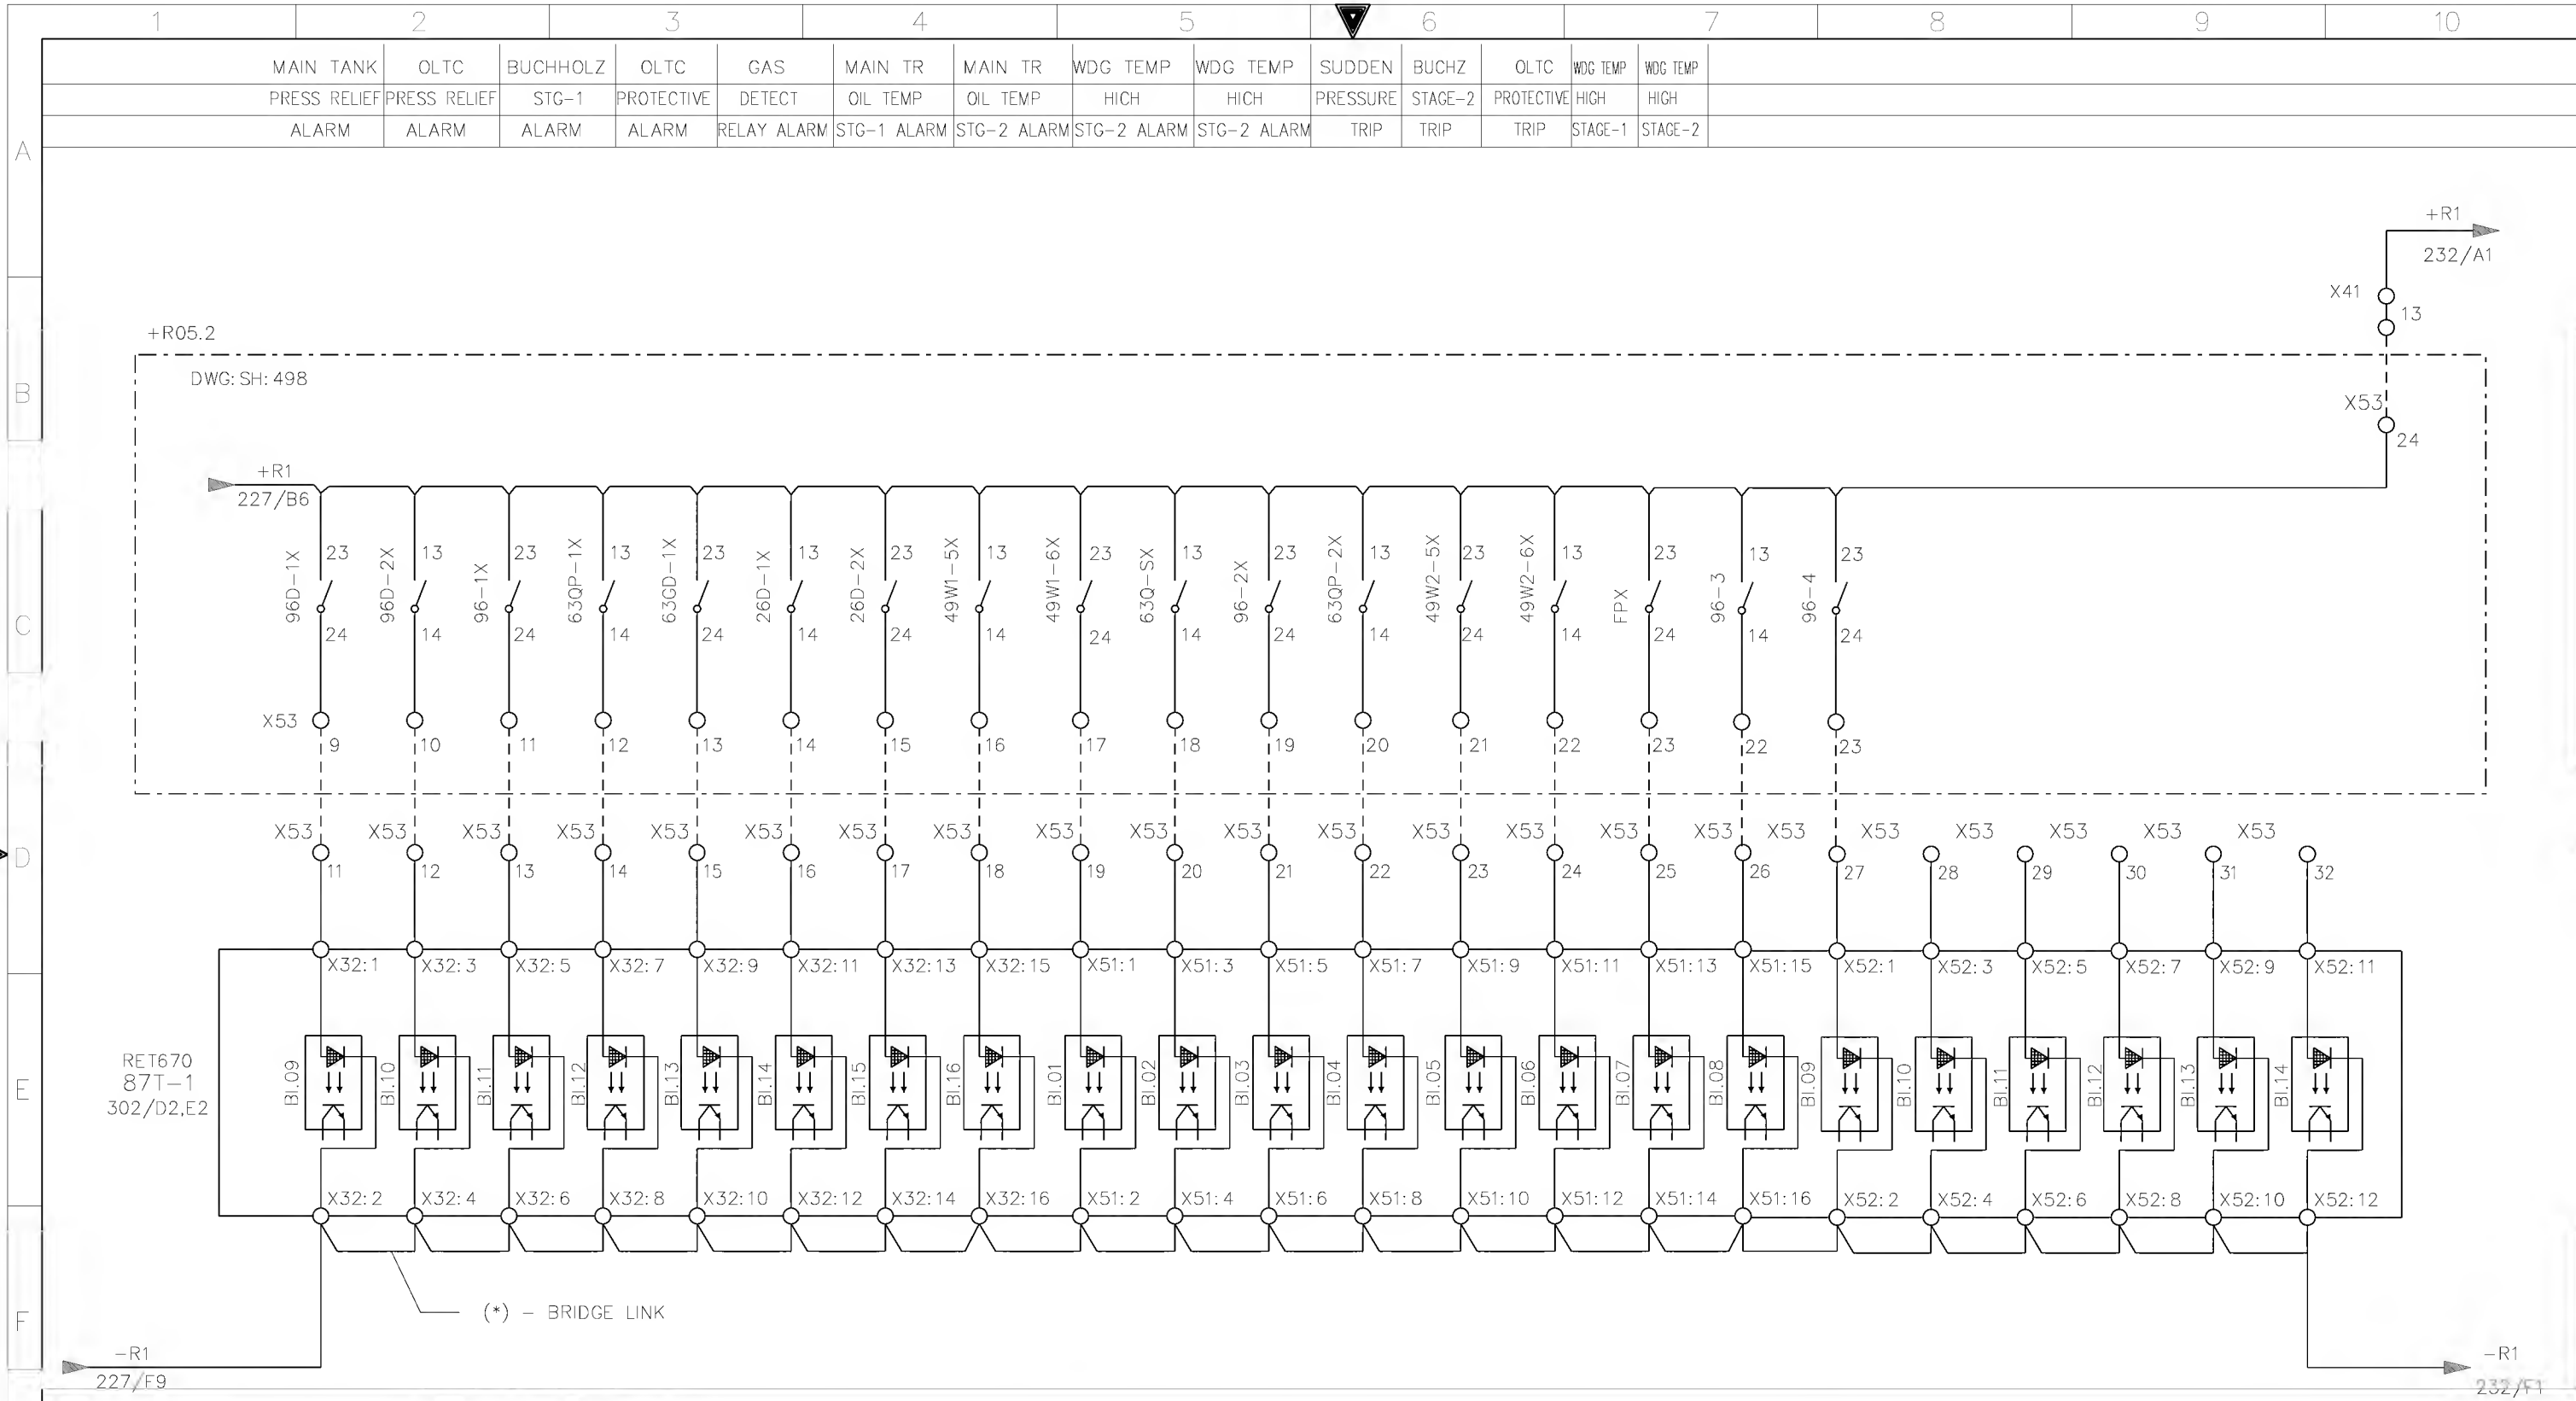 1 2 3 4 5 6 7 8 9 10
MAIN TANK OLTC BUCHHOLZ OLTC GAS MAIN TR MAIN TR WDG TEMP WDG TEMP SUDDEN BUCHZ OLTC WDG TEMP WDG TEMP
PRESS RELIEF PRESS RELIEF STG-1 PROTECTIVE DETECT OIL TEMP OIL TEMP HICH HICH PRESSURE STAGE-2 PROTECTIVE HIGH HIGH
ALARM ALARM ALARM ALARM RELAY ALARM STG-1 ALARM STG-2 ALARM STG-2 ALARM STG-2 ALARM TRIP TRIP TRIP STAGE-1 STAGE-2
A
+R1
232/A1
X41
13
+R05.2
DWG: SH: 498
B
X53
24
+R1
227/B6
23 13 23 13 23 13 23 13 23 13 23 13 23 13 23 13 23
96D-1X 96D-2X 96-1X 63QP-1X 63GD-1X 26D-1X 26D-2X 49W1-5X 49W1-6X 63Q-SX 96-2X 63QP-2X 49W2-5X 49W2-6X FPX 96-3 96-4
C
24 14 24 14 24 14 24 14 24 14 24 14 24 14 24 14 24
X53
9 10 11 12 13 14 15 16 17 18 19 20 21 22 23 22 23
X53 X53 X53 X53 X53 X53 X53 X53 X53 X53 X53 X53 X53 X53 X53 X53 X53 X53 X53 X53 X53 X53
D
11 12 13 14 15 16 17 18 19 20 21 22 23 24 25 26 27 28 29 30 31 32
X32:1 X32:3 X32:5 X32:7 X32:9 X32:11 X32:13 X32:15 X51:1 X51:3 X51:5 X51:7 X51:9 X51:11 X51:13 X51:15 X52:1 X52:3 X52:5 X52:7 X52:9 X52:11
E
RET670
87T-1
302/D2,E2
BI.09 BI.10 BI.11 BI.12 BI.13 BI.14 BI.15 BI.16 BI.01 BI.02 BI.03 BI.04 BI.05 BI.06 BI.07 BI.08 BI.09 BI.10 BI.11 BI.12 BI.13 BI.14
X32:2 X32:4 X32:6 X32:8 X32:10 X32:12 X32:14 X32:16 X51:2 X51:4 X51:6 X51:8 X51:10 X51:12 X51:14 X51:16 X52:2 X52:4 X52:6 X52:8 X52:10 X52:12
F
(*) - BRIDGE LINK
-R1
227/F9
-R1
232/F1